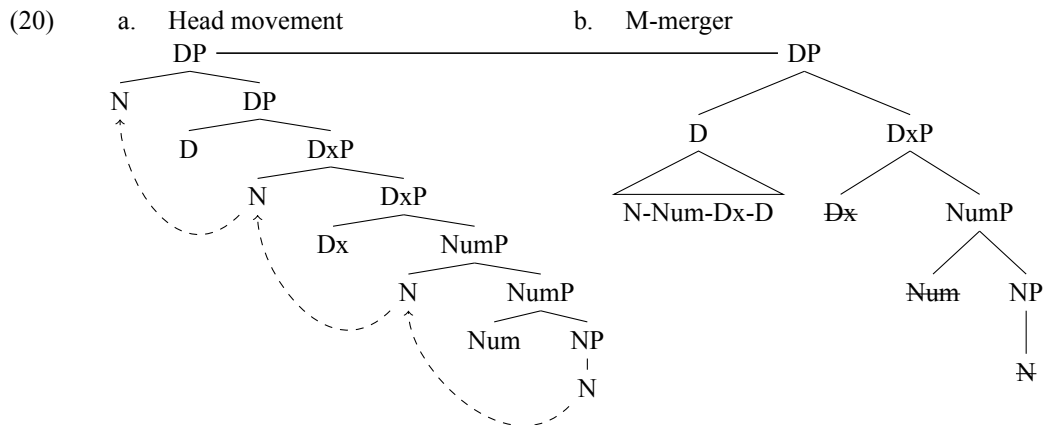 (20) a. Head movement b. M-merger
DP DP
N DP
D DxP D DxP
N DxP N-Num-Dx-D Dx NumP
Dx NumP
N NumP Num NP
Num NP
N N